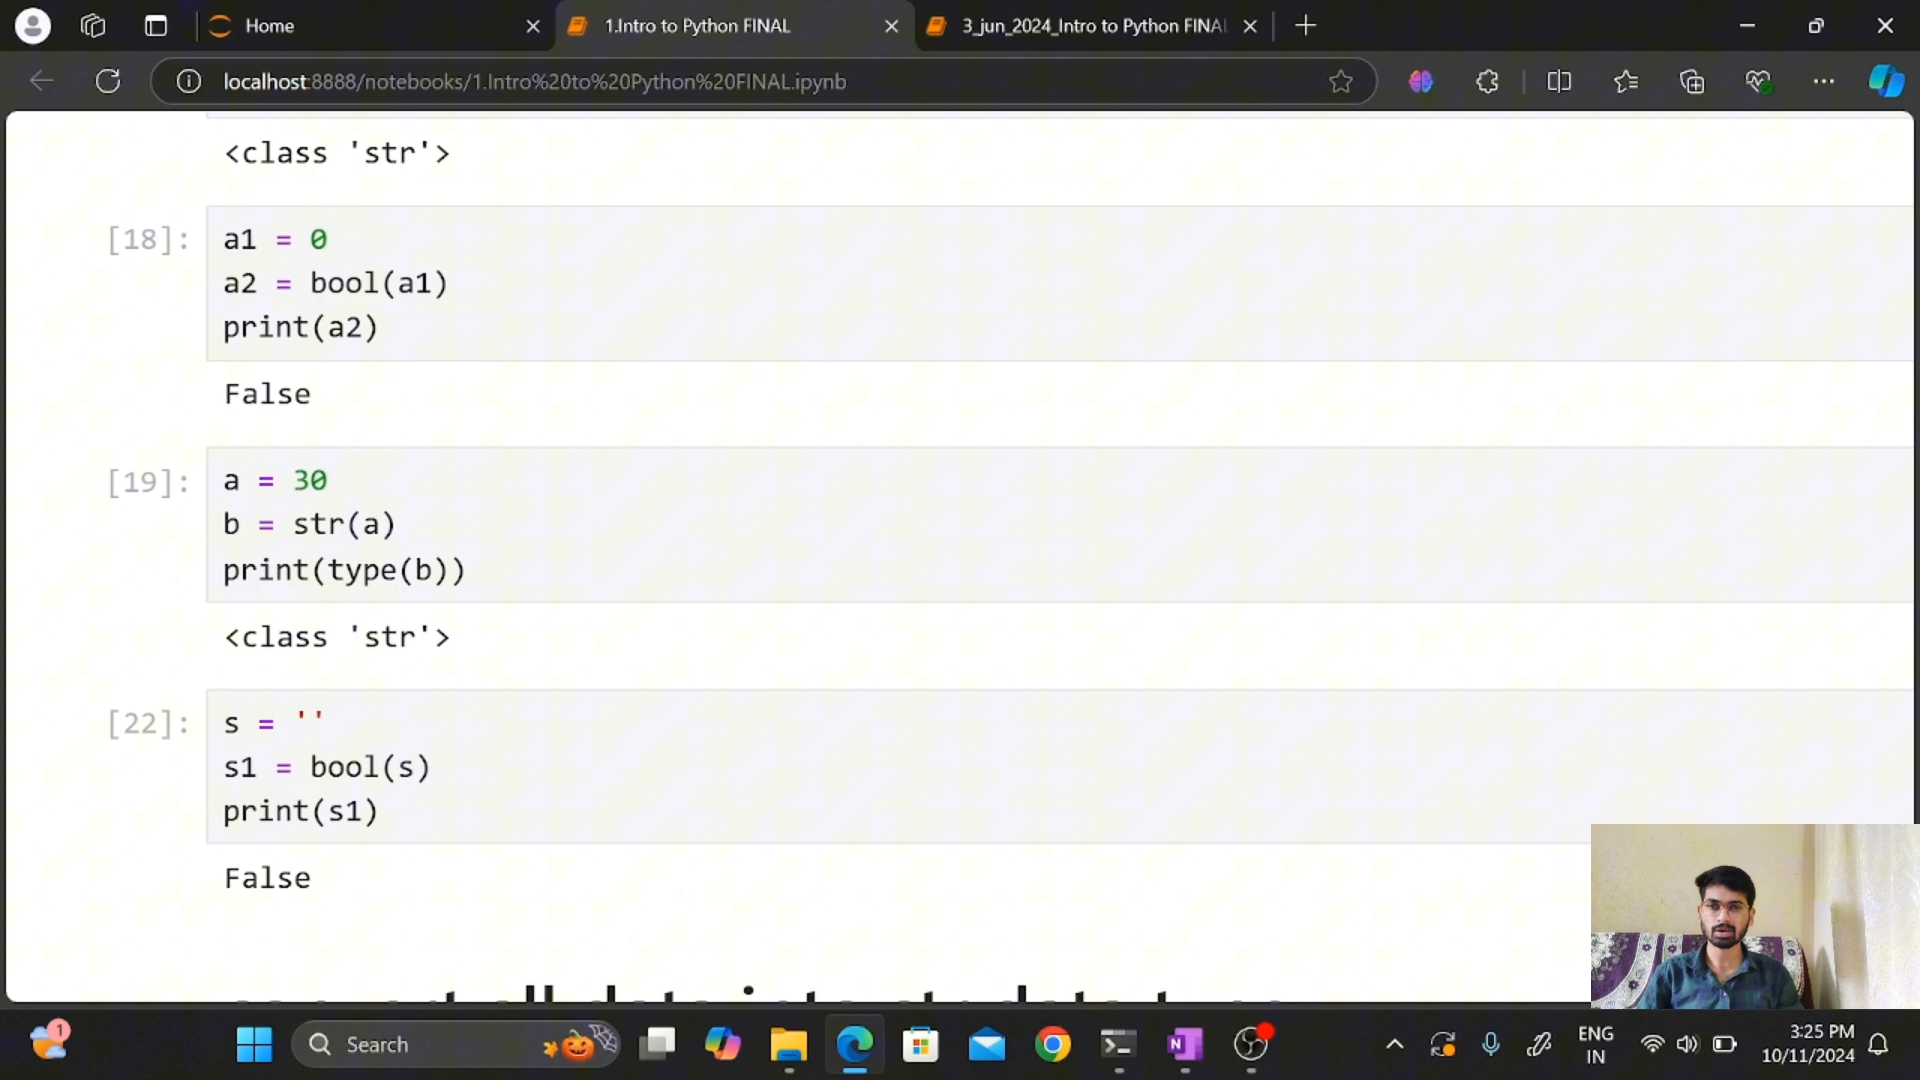 Home
1.Intro to Python FINAL
3_jun_2024_Intro to Python FINAL
localhost:8888/notebooks/1.Intro%20to%20Python%20FINAL.ipynb
<class 'str'>
[18]:
a1 = 0
a2 = bool(a1)
print(a2)
False
[19]:
a = 30
b = str(a)
print(type(b))
<class 'str'>
[22]:
s = ''
s1 = bool(s)
print(s1)
False
1
Search
ENG
IN
3:25 PM
10/11/2024